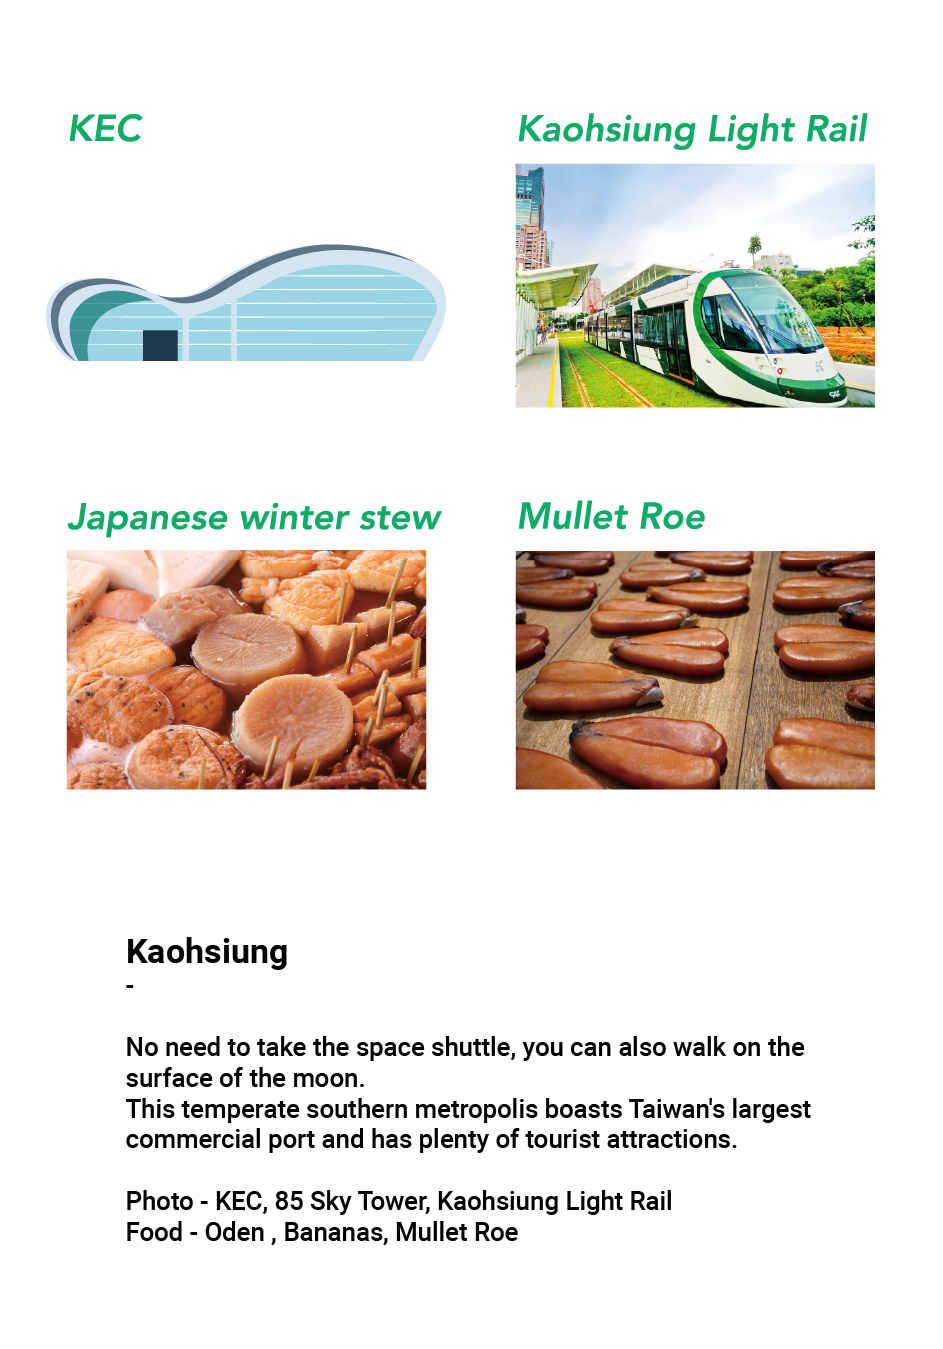 KEC
Kaohsiung Light Rail
Japanese winter stew
Mullet Roe
Kaohsiung
-
No need to take the space shuttle, you can also walk on the
surface of the moon.
This temperate southern metropolis boasts Taiwan's largest
commercial port and has plenty of tourist attractions.
Photo - KEC, 85 Sky Tower, Kaohsiung Light Rail
Food - Oden , Bananas, Mullet Roe